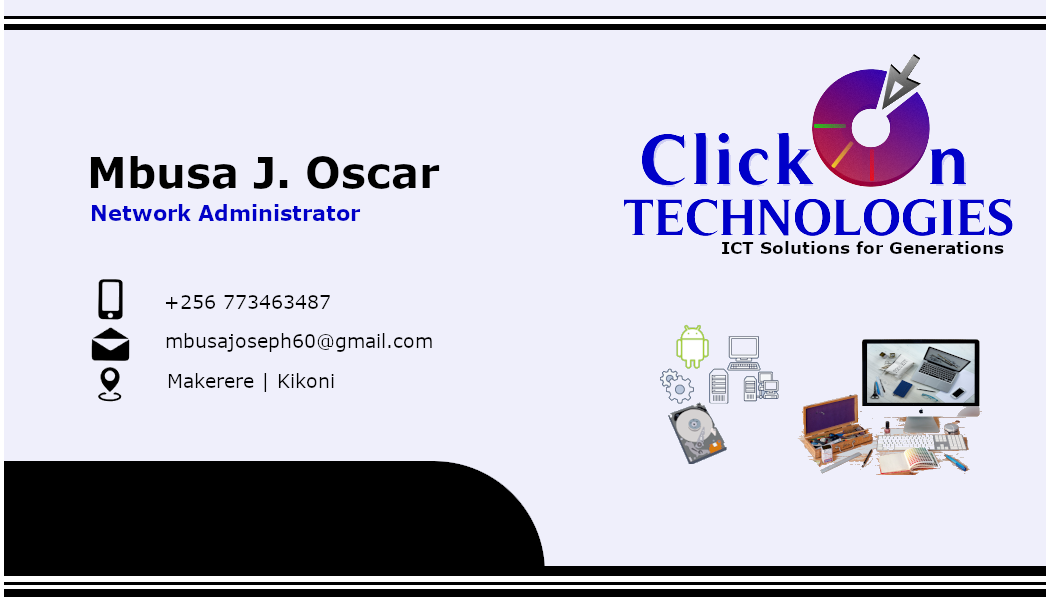 Mbusa J. Oscar
Network Administrator
+256 773463487
mbusajoseph60@gmail.com
Makerere | Kikoni
Click On
TECHNOLOGIES
ICT Solutions for Generations